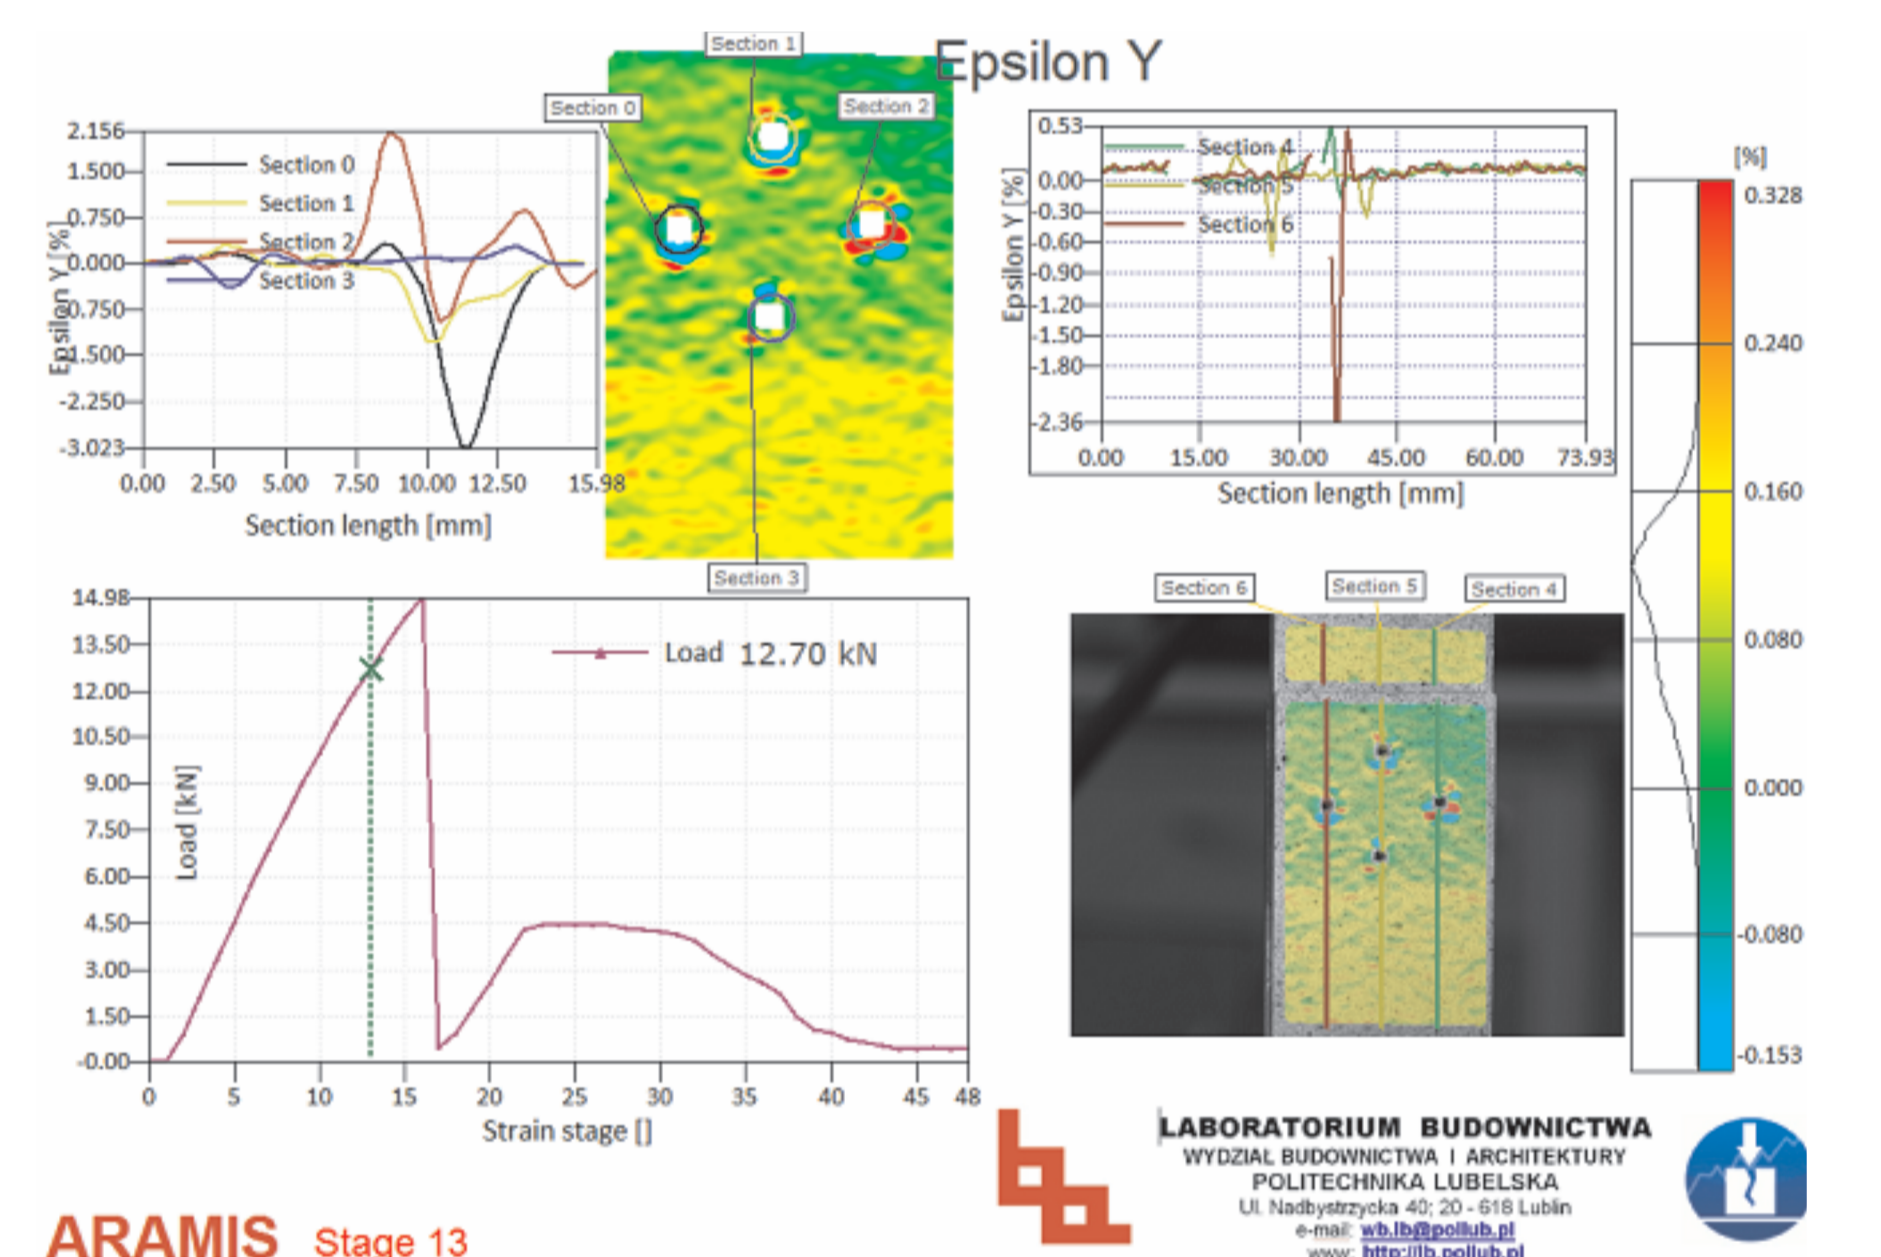 Epsilon Y
Section 1
Section 0
Section 2
Section 3
2.156
1.500
0.750
0.000
-0.750
-1.500
-2.250
-3.023
Epsilon Y [%]
Section 0
Section 1
Section 2
Section 3
0.00 2.50 5.00 7.50 10.00 12.50 15.98
Section length [mm]
0.53
0.00
-0.30
-0.60
-0.90
-1.20
-1.50
-1.80
-2.36
Epsilon Y [%]
Section 4
Section 5
Section 6
0.00 15.00 30.00 45.00 60.00 73.93
Section length [mm]
[%]
0.328
0.240
0.160
0.080
0.000
-0.080
-0.153
14.98
13.50
12.00
10.50
9.00
7.50
6.00
4.50
3.00
1.50
-0.00
Load [kN]
Load 12.70 kN
0 5 10 15 20 25 30 35 40 45 48
Strain stage []
Section 6
Section 5
Section 4
LABORATORIUM BUDOWNICTWA
WYDZIAŁ BUDOWNICTWA I ARCHITEKTURY
POLITECHNIKA LUBELSKA
Ul. Nadbystrzycka 40; 20 - 618 Lublin
e-mail: wb.lb@pollub.pl
www: http://lb.pollub.pl
ARAMIS Stage 13